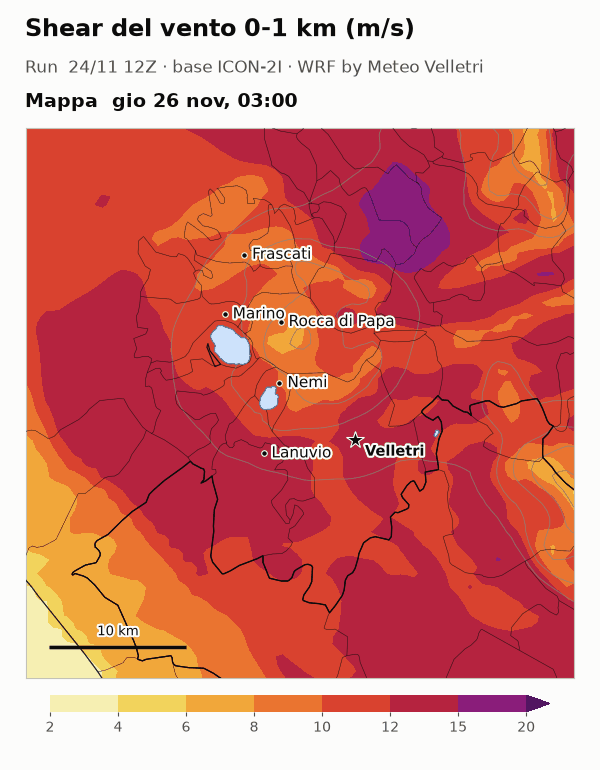 Shear del vento 0-1 km (m/s)
Run  24/11 12Z · base ICON-2I · WRF by Meteo Velletri
Mappa  gio 26 nov, 03:00
Frascati
Marino
Rocca di Papa
Nemi
Velletri
Lanuvio
10 km
2 4 6 8 10 12 15 20